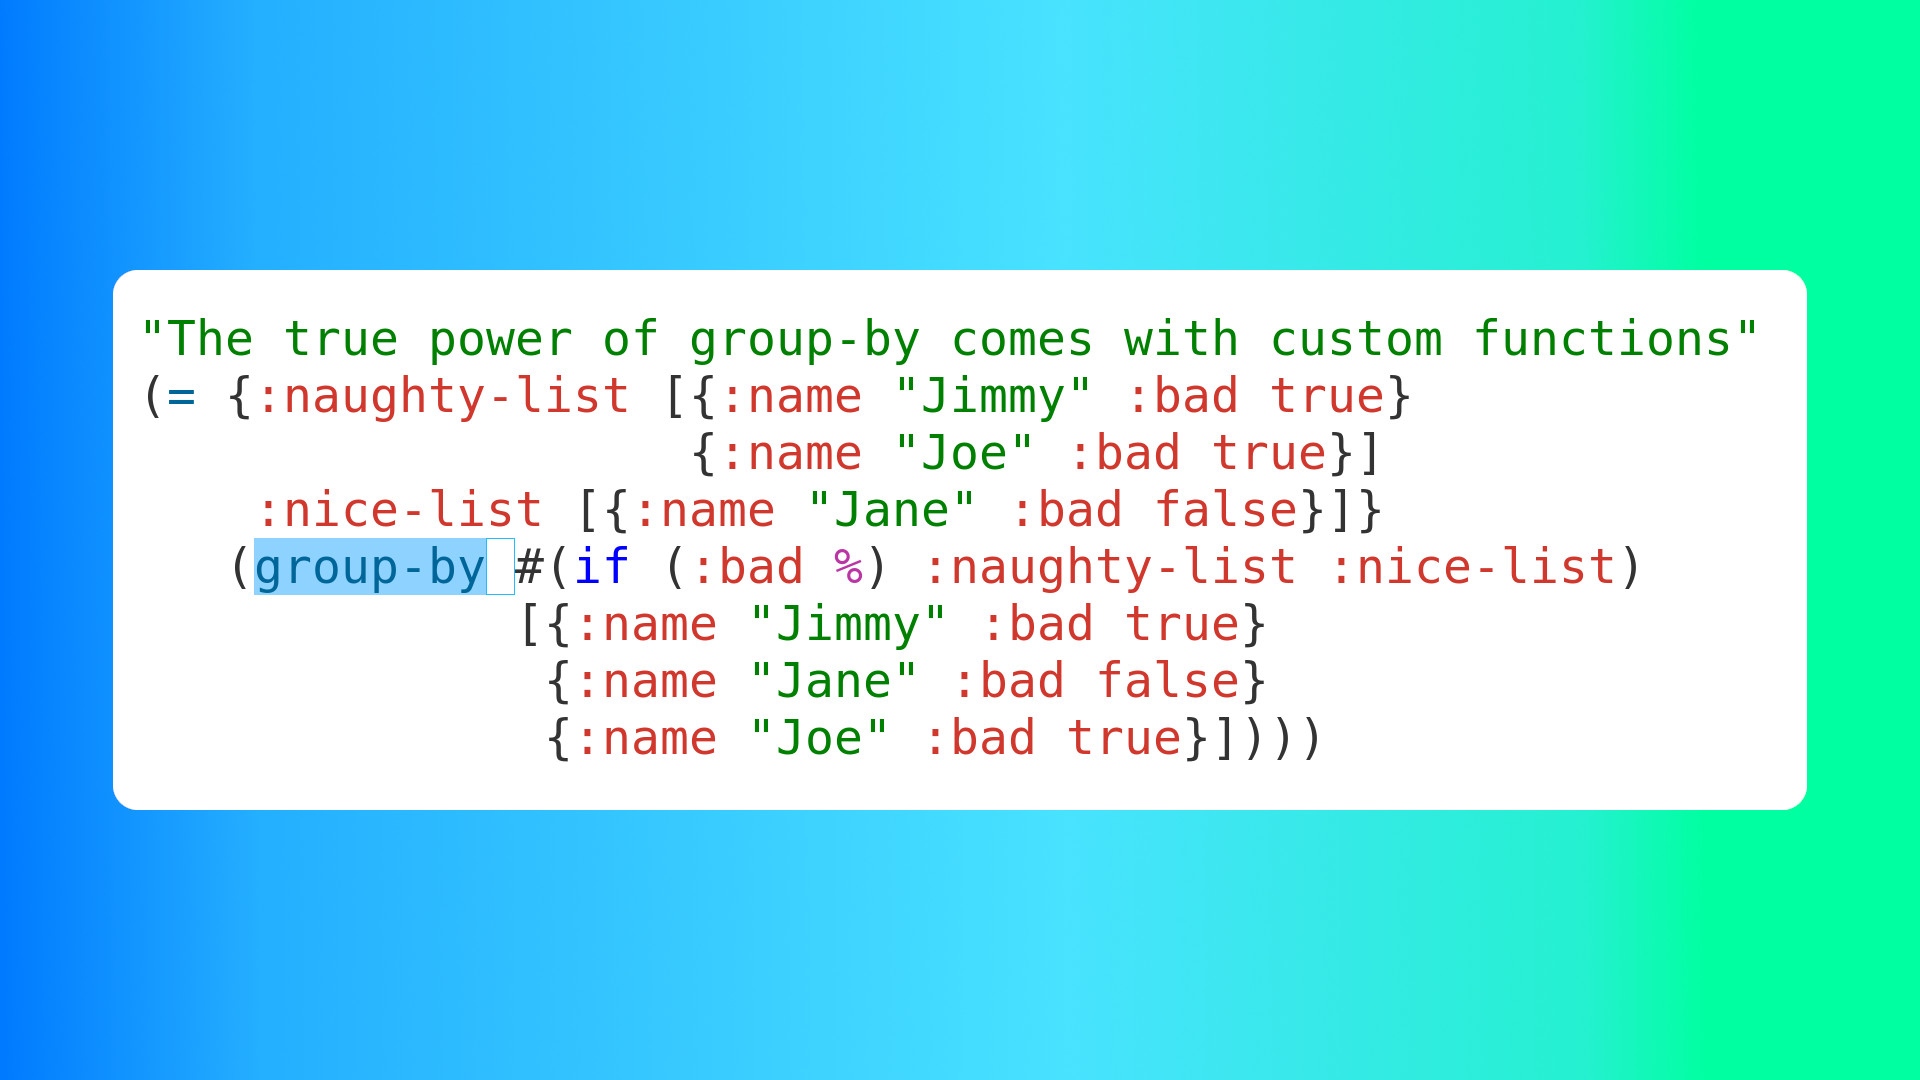 "The true power of group-by comes with custom functions"
(= {:naughty-list [{:name "Jimmy" :bad true}
                   {:name "Joe" :bad true}]
    :nice-list [{:name "Jane" :bad false}]}
   (group-by #(if (:bad %) :naughty-list :nice-list)
             [{:name "Jimmy" :bad true}
              {:name "Jane" :bad false}
              {:name "Joe" :bad true}])))